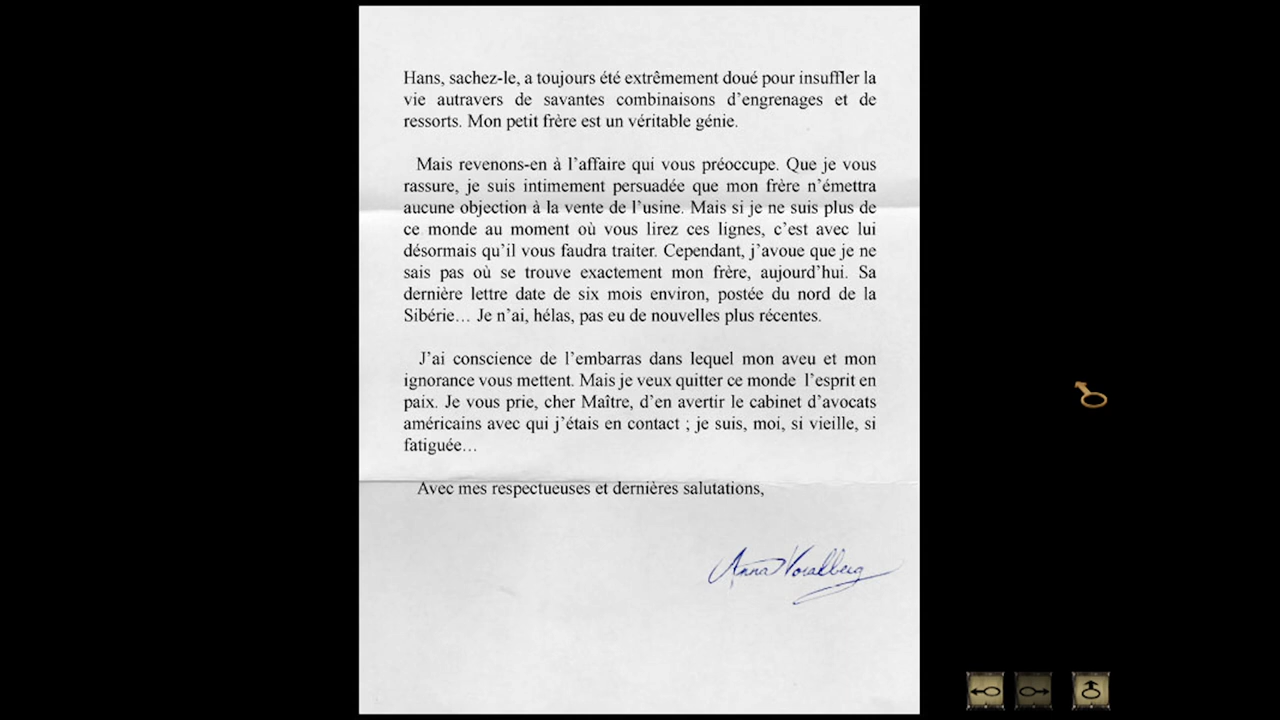 Hans, sachez-le, a toujours été extrêmement doué pour insuffler la
vie autravers de savantes combinaisons d’engrenages et de
ressorts. Mon petit frère est un véritable génie.
Mais revenons-en à l’affaire qui vous préoccupe. Que je vous
rassure, je suis intimement persuadée que mon frère n’émettra
aucune objection à la vente de l’usine. Mais si je ne suis plus de
ce monde au moment où vous lirez ces lignes, c’est avec lui
désormais qu’il vous faudra traiter. Cependant, j’avoue que je ne
sais pas où se trouve exactement mon frère, aujourd’hui. Sa
dernière lettre date de six mois environ, postée du nord de la
Sibérie… Je n’ai, hélas, pas eu de nouvelles plus récentes.
J’ai conscience de l’embarras dans lequel mon aveu et mon
ignorance vous mettent. Mais je veux quitter ce monde l’esprit en
paix. Je vous prie, cher Maître, d’en avertir le cabinet d’avocats
américains avec qui j’étais en contact ; je suis, moi, si vieille, si
fatiguée…
Avec mes respectueuses et dernières salutations,
Anna Voralberg